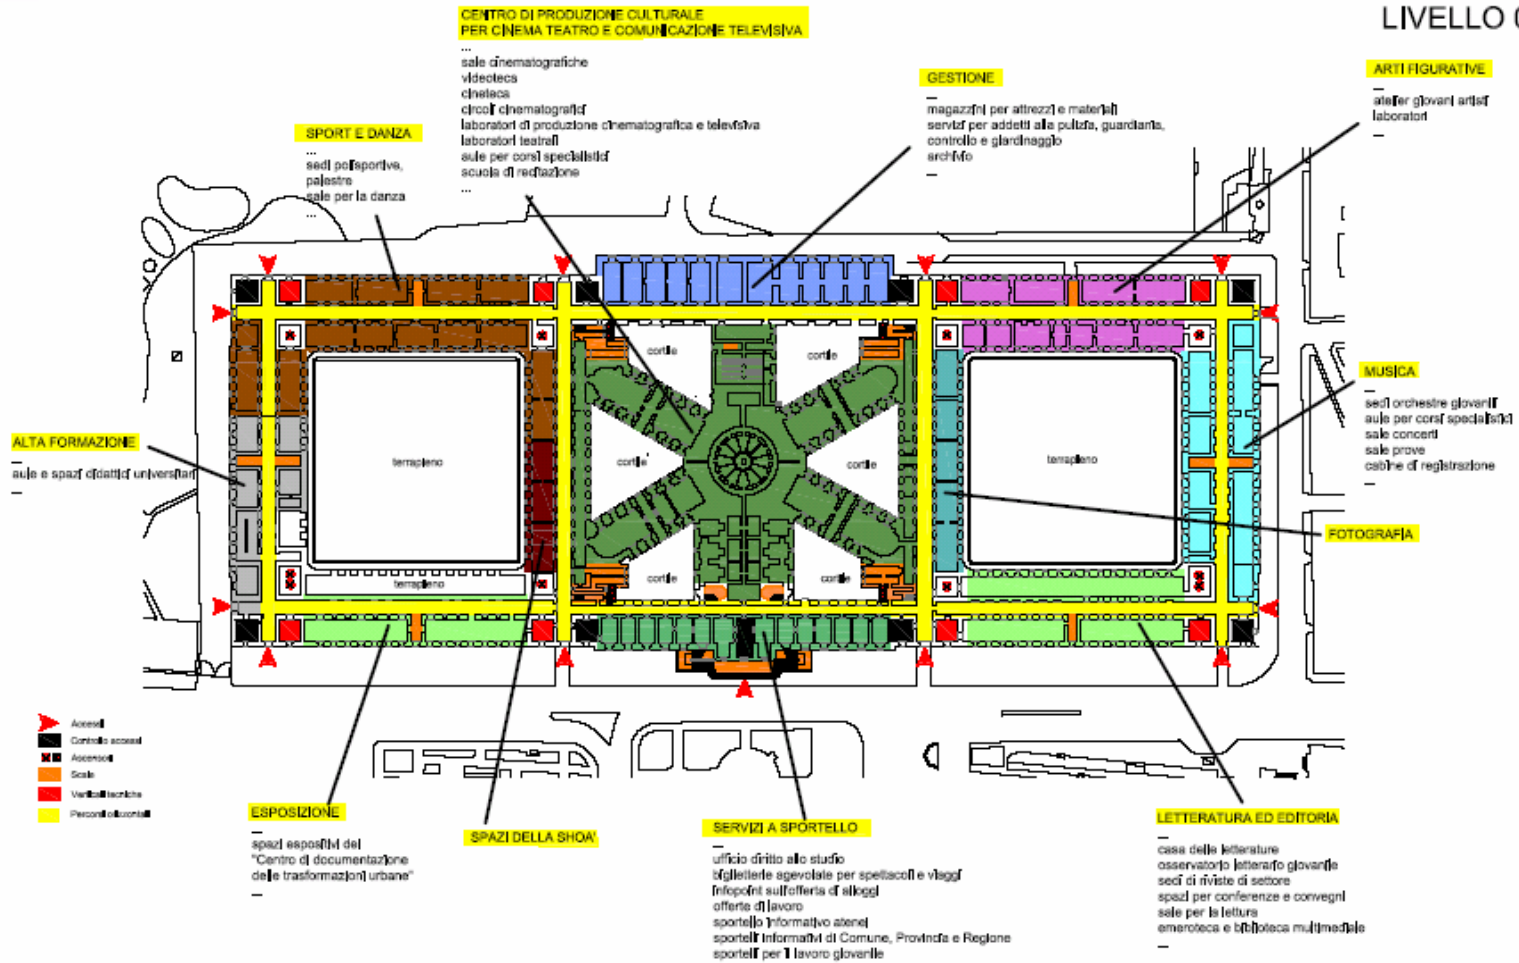 LIVELLO 0
CENTRO DI PRODUZIONE CULTURALE
PER CINEMA TEATRO E COMUNICAZIONE TELEVISIVA
...
sale cinematografiche
videoteca
cineteca
circoli cinematografici
laboratori di produzione cinematografica e televisiva
laboratori teatrali
aule per corsi specialistici
scuola di recitazione
...
SPORT E DANZA
...
sedi polisportive,
palestre
sale per la danza
...
GESTIONE
magazzini per attrezzi e materiali
servizi per addetti alla pulizia, guardiania,
controllo e giardinaggio
archivio
ARTI FIGURATIVE
atelier giovani artisti
laboratori
ALTA FORMAZIONE
aule e spazi didattici universitari
MUSICA
sedi orchestre giovanili
aule per corsi specialistici
sale concerti
sale prove
cabine di registrazione
FOTOGRAFIA
cortile
cortile
cortile
cortile
cortile
cortile
terrapieno
terrapieno
terrapieno
Accessi
Controllo accessi
Ascensori
Scale
Verticali tecniche
Percorsi orizzontali
ESPOSIZIONE
spazi espositivi del
"Centro di documentazione
delle trasformazioni urbane"
SPAZI DELLA SHOA'
SERVIZI A SPORTELLO
ufficio diritto allo studio
biglietterie agevolate per spettacoli e viaggi
infopoint sull'offerta di alloggi
offerte di lavoro
sportello informativo atenei
sportelli informativi di Comune, Provincia e Regione
sportelli per il lavoro giovanile
LETTERATURA ED EDITORIA
casa delle letterature
osservatorio letterario giovanile
sedi di riviste di settore
spazi per conferenze e convegni
sale per la lettura
emeroteca e biblioteca multimediale